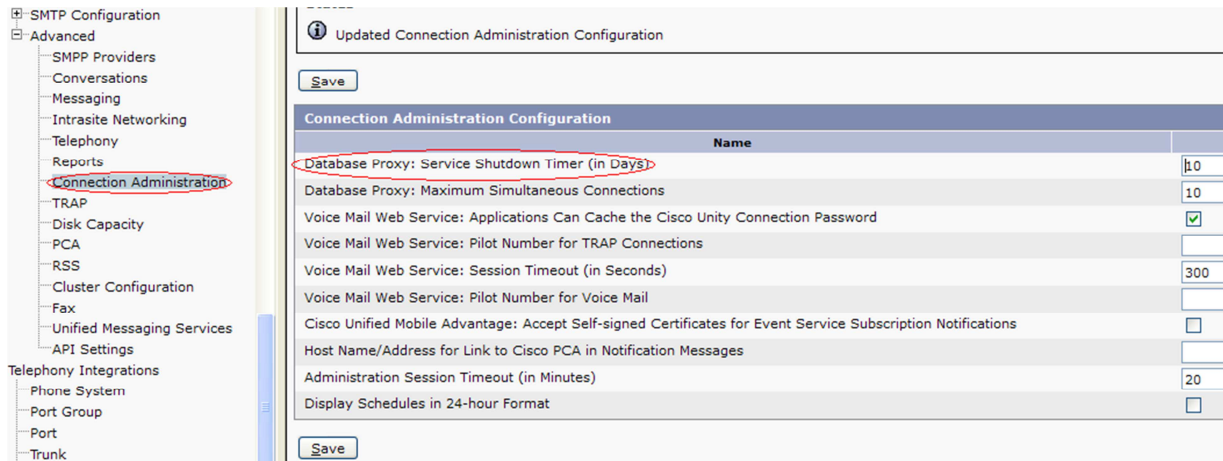 SMTP Configuration
Advanced
SMPP Providers
Conversations
Messaging
Intrasite Networking
Telephony
Reports
Connection Administration
TRAP
Disk Capacity
PCA
RSS
Cluster Configuration
Fax
Unified Messaging Services
API Settings
Telephony Integrations
Phone System
Port Group
Port
Trunk
Updated Connection Administration Configuration
Save
Connection Administration Configuration
Name
Database Proxy: Service Shutdown Timer (in Days) 10
Database Proxy: Maximum Simultaneous Connections 10
Voice Mail Web Service: Applications Can Cache the Cisco Unity Connection Password
Voice Mail Web Service: Pilot Number for TRAP Connections
Voice Mail Web Service: Session Timeout (in Seconds) 300
Voice Mail Web Service: Pilot Number for Voice Mail
Cisco Unified Mobile Advantage: Accept Self-signed Certificates for Event Service Subscription Notifications
Host Name/Address for Link to Cisco PCA in Notification Messages
Administration Session Timeout (in Minutes) 20
Display Schedules in 24-hour Format
Save